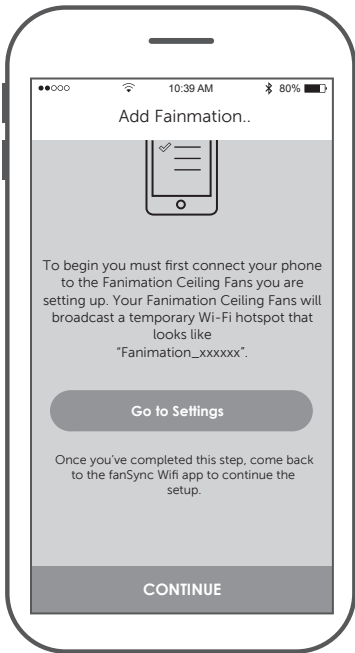 10:39 AM 80%
Add Fainmation..
To begin you must first connect your phone
to the Fanimation Ceiling Fans you are
setting up. Your Fanimation Ceiling Fans will
broadcast a temporary Wi-Fi hotspot that
looks like
“Fanimation_xxxxxx”.
Go to Settings
Once you’ve completed this step, come back
to the fanSync Wifi app to continue the
setup.
CONTINUE